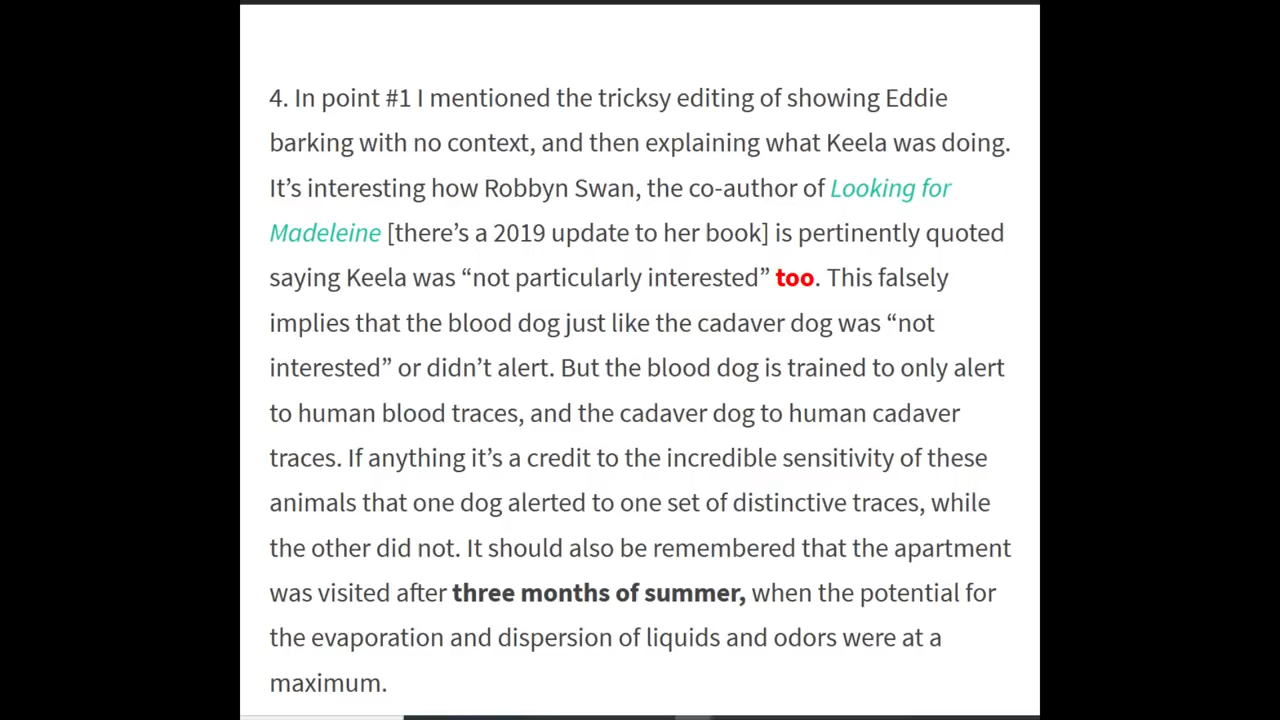 4. In point #1 I mentioned the tricksy editing of showing Eddie
barking with no context, and then explaining what Keela was doing.
It’s interesting how Robbyn Swan, the co-author of Looking for
Madeleine [there’s a 2019 update to her book] is pertinently quoted
saying Keela was “not particularly interested” too. This falsely
implies that the blood dog just like the cadaver dog was “not
interested” or didn’t alert. But the blood dog is trained to only alert
to human blood traces, and the cadaver dog to human cadaver
traces. If anything it’s a credit to the incredible sensitivity of these
animals that one dog alerted to one set of distinctive traces, while
the other did not. It should also be remembered that the apartment
was visited after three months of summer, when the potential for
the evaporation and dispersion of liquids and odors were at a
maximum.